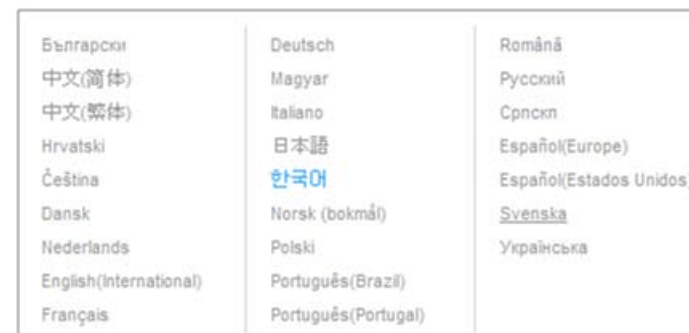 Български
中文(简体)
中文(繁体)
Hrvatski
Čeština
Dansk
Nederlands
English(International)
Français
Deutsch
Magyar
Italiano
日本語
한국어
Norsk (bokmål)
Polski
Português(Brazil)
Português(Portugal)
Română
Русский
Српскп
Español(Europe)
Español(Estados Unidos)
Svenska
Українська